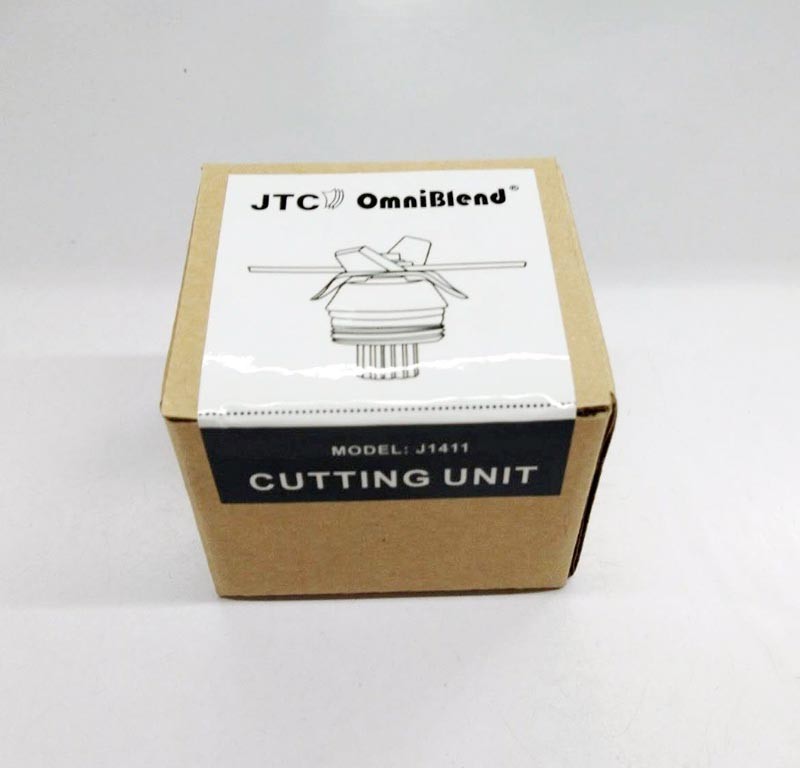 JTC OmniBlend®
MODEL: J1411
CUTTING UNIT